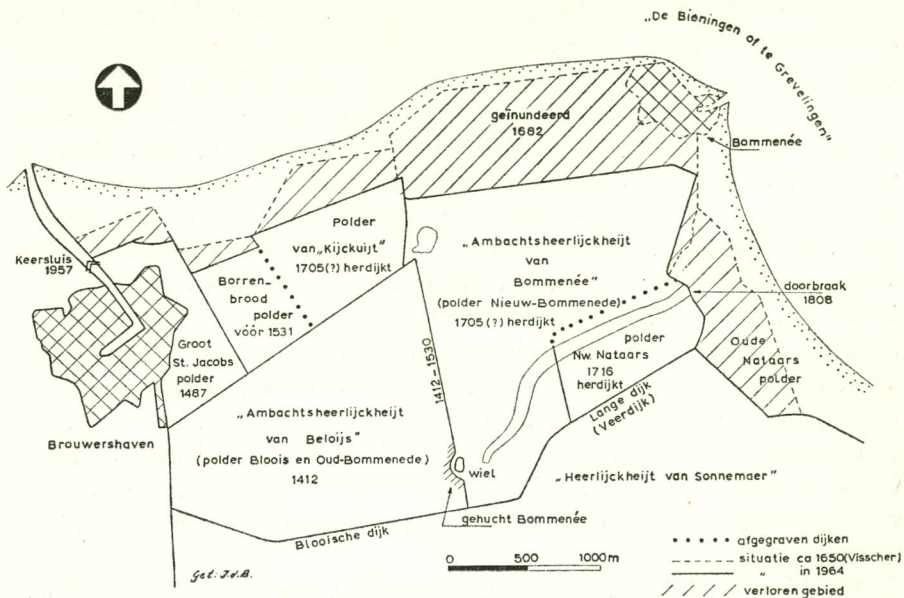 „De Bieningen of te Grevelingen"
geïnundeerd
1682
Bommenée
Polder
van „Kijckuijt"
1705(?) herdijkt
„Ambachtsheerlijckheijt
van
Bommenée"
(polder Nieuw-Bommenede)
1705 (?) herdijkt
Keersluis
1957
Borren-
brood
polder
vóór 1531
doorbraak
1808
Groot
St. Jacobs
polder
1487
1412-1530
polder
Nw. Nataars
1716
herdijkt
Oude
Nataars
polder
Lange dijk
(Veerdijk)
„Ambachtsheerlijckheijt
van Beloijs"
(polder Bloois en Oud-Bommenede)
1412
Brouwershaven
wiel
„Heerlijckheijt van Sonnemaer"
gehucht Bommenée
Blooische dijk
afgegraven dijken
situatie ca 1650 (Visscher)
„ in 1964
verloren gebied
0 500 1000m
Get: J.d.B.